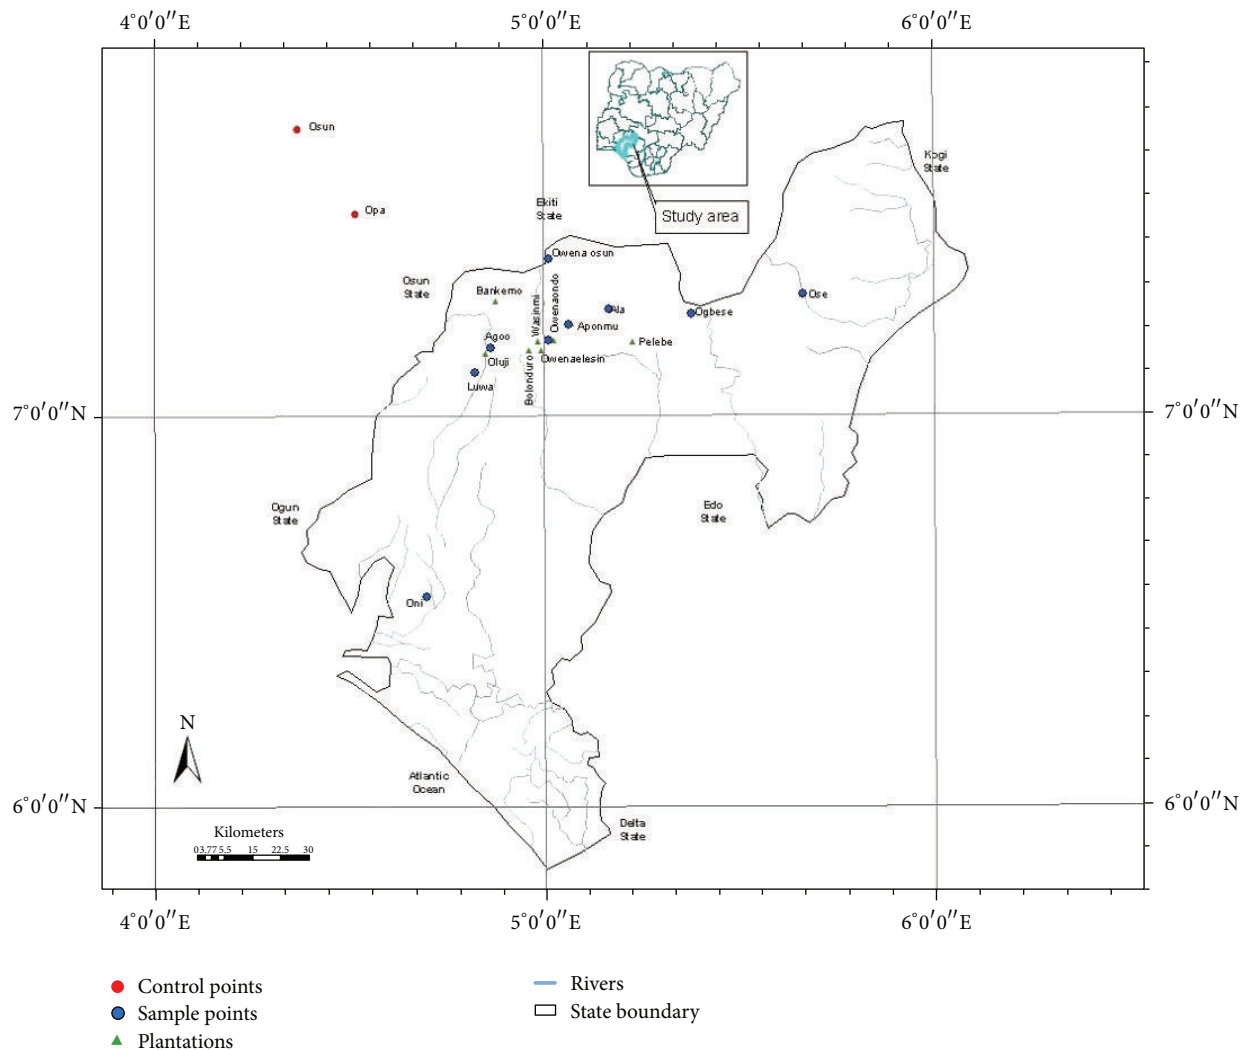 4°0′0″E 5°0′0″E 6°0′0″E
Osun
Kogi
State
Opa
Ekiti
State
Study area
Owena osun
Osun
State
Bankemo
Ose
Wasinmi
Owenaondo
Ala
Ogbese
Aponmu
Agoo
Pelebe
Oluji
Owenaelesin
Luwa
Bolonduro
7°0′0″N 7°0′0″N
Ogun
State
Edo
State
Oni
N
Atlantic
Ocean
6°0′0″N 6°0′0″N
Delta
State
Kilometers
03.775.5 15 22.5 30
4°0′0″E 5°0′0″E 6°0′0″E
Control points
Sample points
Plantations
Rivers
State boundary